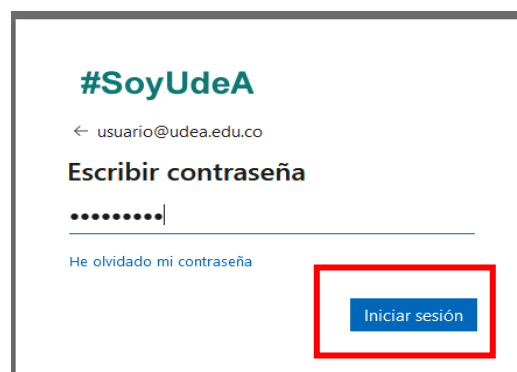 #SoyUdeA
← usuario@udea.edu.co
Escribir contraseña
•••••••••
He olvidado mi contraseña
Iniciar sesión